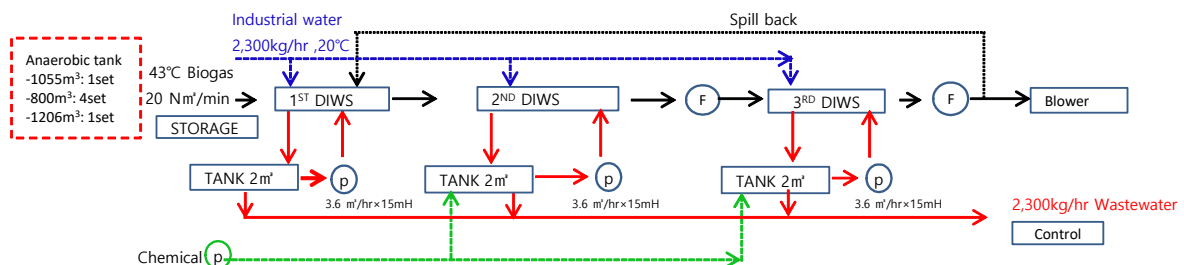 Industrial water
2,300kg/hr ,20℃
Spill back
Anaerobic tank
-1055m³: 1set
-800m³: 4set
-1206m³: 1set
43℃ Biogas
20 N㎥/min
STORAGE
1ST DIWS
2ND DIWS
F
3RD DIWS
F
Blower
TANK 2㎥
p
3.6 ㎥/hr×15mH
TANK 2㎥
p
3.6 ㎥/hr×15mH
TANK 2㎥
p
3.6 ㎥/hr×15mH
2,300kg/hr Wastewater
Control
Chemical
p